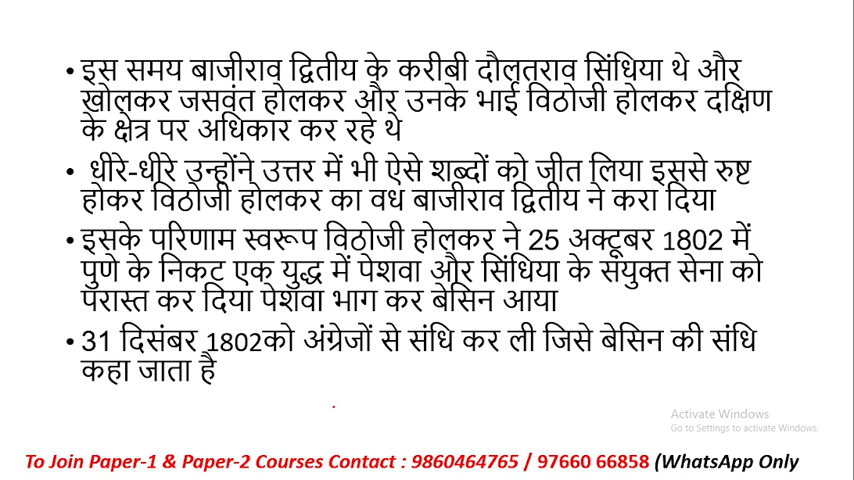 • इस समय बाजीराव द्वितीय के करीबी दौलतराव सिंधिया थे और
खोलकर जसवंत होलकर और उनके भाई विठोजी होलकर दक्षिण
के क्षेत्र पर अधिकार कर रहे थे
• धीरे-धीरे उन्होंने उत्तर में भी ऐसे शब्दों को जीत लिया इससे रुष्ट
होकर विठोजी होलकर का वध बाजीराव द्वितीय ने करा दिया
• इसके परिणाम स्वरूप विठोजी होलकर ने 25 अक्टूबर 1802 में
पुणे के निकट एक युद्ध में पेशवा और सिंधिया के संयुक्त सेना को
परास्त कर दिया पेशवा भाग कर बेसिन आया
• 31 दिसंबर 1802को अंग्रेजों से संधि कर ली जिसे बेसिन की संधि
कहा जाता है
Activate Windows
Go to Settings to activate Windows.
To Join Paper-1 & Paper-2 Courses Contact : 9860464765 / 97660 66858 (WhatsApp Only